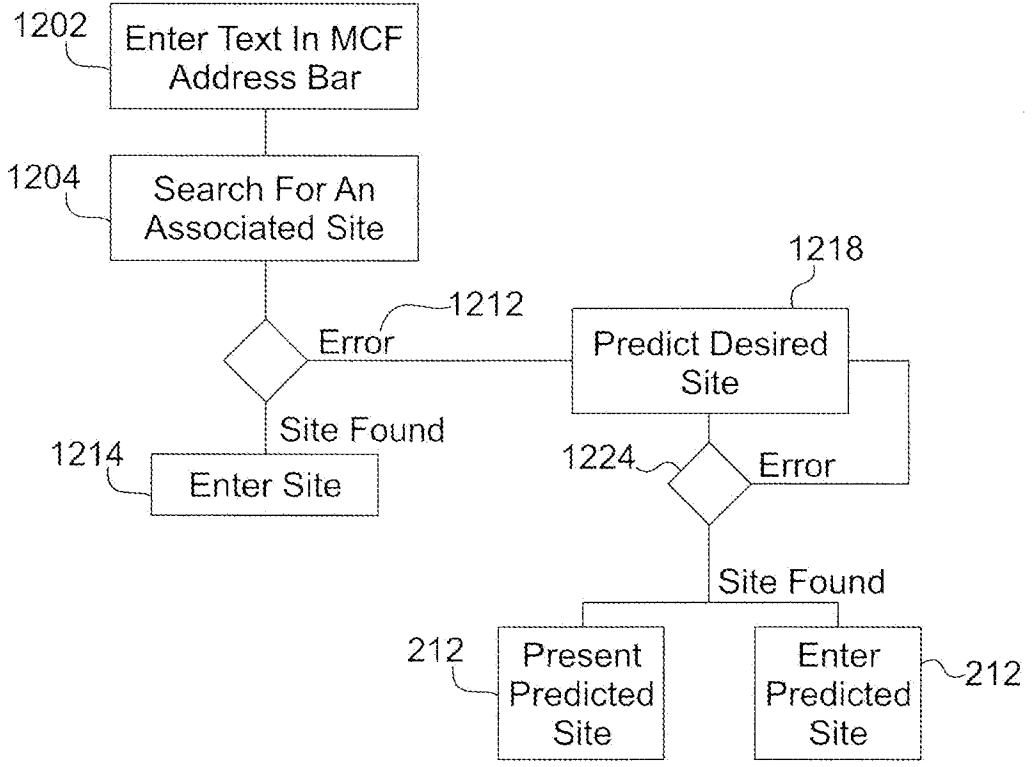 1202
Enter Text In MCF
Address Bar
1204
Search For An
Associated Site
1218
1212
Error
Predict Desired
Site
Site Found
1214
Enter Site
1224
Error
Site Found
212
Present
Predicted
Site
Enter
Predicted
Site
212